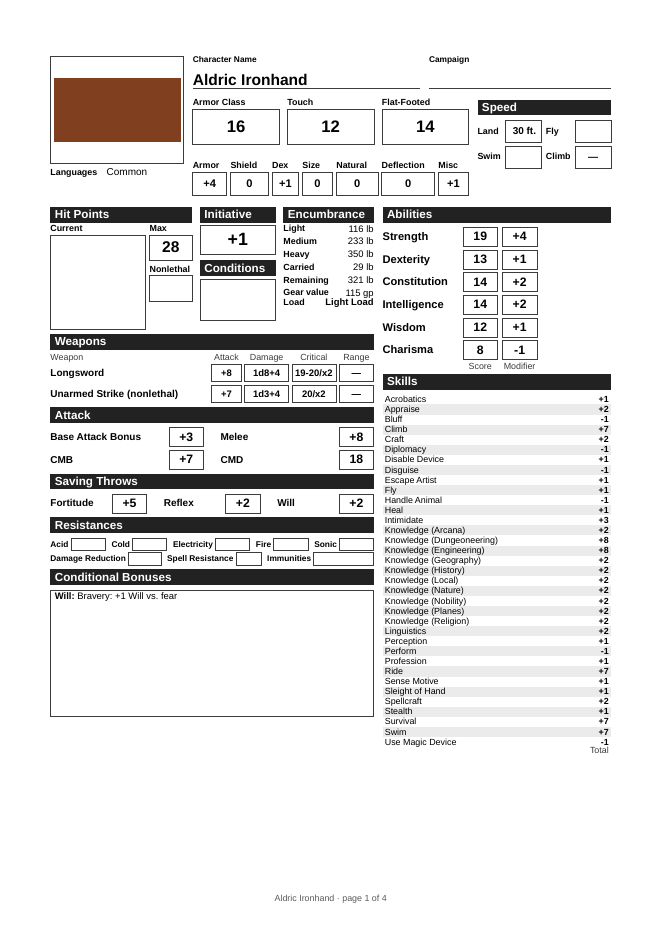 Character Name Campaign
Aldric Ironhand
Armor Class Touch Flat-Footed
16 12 14
Speed
Land 30 ft. Fly
Swim Climb —
Languages Common
Armor Shield Dex Size Natural Deflection Misc
+4 0 +1 0 0 0 +1
Hit Points
Current Max
28
Nonlethal
Initiative
+1
Conditions
Encumbrance
Light 116 lb
Medium 233 lb
Heavy 350 lb
Carried 29 lb
Remaining 321 lb
Gear value 115 gp
Load Light Load
Abilities
Strength 19 +4
Dexterity 13 +1
Constitution 14 +2
Intelligence 14 +2
Wisdom 12 +1
Charisma 8 -1
Score Modifier
Weapons
Weapon Attack Damage Critical Range
Longsword +8 1d8+4 19-20/x2 —
Unarmed Strike (nonlethal) +7 1d3+4 20/x2 —
Attack
Base Attack Bonus +3 Melee +8
CMB +7 CMD 18
Saving Throws
Fortitude +5 Reflex +2 Will +2
Resistances
Acid Cold Electricity Fire Sonic
Damage Reduction Spell Resistance Immunities
Conditional Bonuses
Will: Bravery: +1 Will vs. fear
Skills
Acrobatics +1
Appraise +2
Bluff -1
Climb +7
Craft +2
Diplomacy -1
Disable Device +1
Disguise -1
Escape Artist +1
Fly +1
Handle Animal -1
Heal +1
Intimidate +3
Knowledge (Arcana) +2
Knowledge (Dungeoneering) +8
Knowledge (Engineering) +8
Knowledge (Geography) +2
Knowledge (History) +2
Knowledge (Local) +2
Knowledge (Nature) +2
Knowledge (Nobility) +2
Knowledge (Planes) +2
Knowledge (Religion) +2
Linguistics +2
Perception +1
Perform -1
Profession +1
Ride +7
Sense Motive +1
Sleight of Hand +1
Spellcraft +2
Stealth +1
Survival +7
Swim +7
Use Magic Device -1
Total
Aldric Ironhand · page 1 of 4